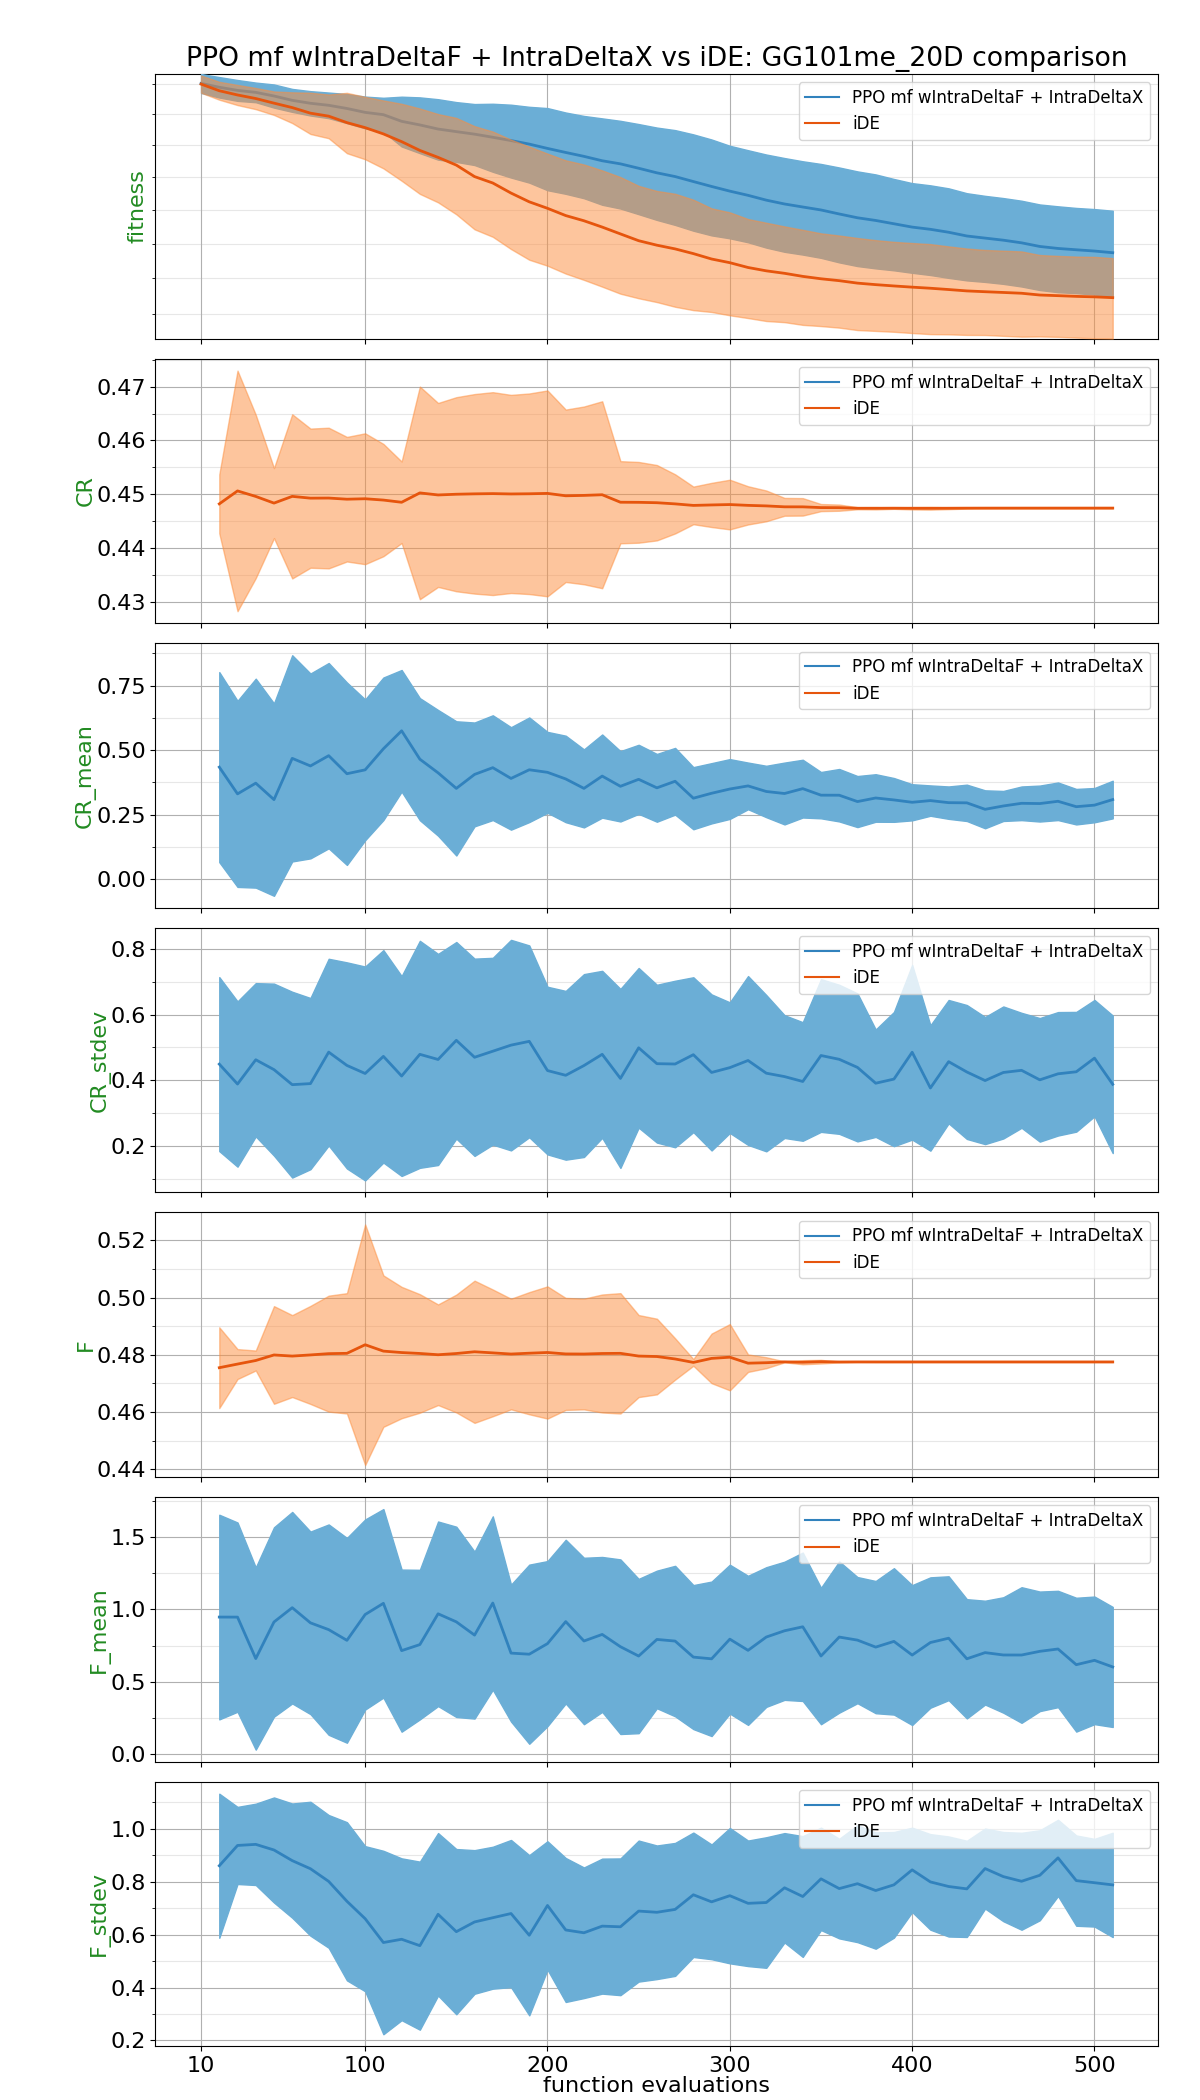 PPO mf wIntraDeltaF + IntraDeltaX vs iDE: GG101me_20D comparison
fitness
PPO mf wIntraDeltaF + IntraDeltaX
iDE
CR
0.47
0.46
0.45
0.44
0.43
PPO mf wIntraDeltaF + IntraDeltaX
iDE
CR_mean
0.75
0.50
0.25
0.00
PPO mf wIntraDeltaF + IntraDeltaX
iDE
CR_stdev
0.8
0.6
0.4
0.2
PPO mf wIntraDeltaF + IntraDeltaX
iDE
F
0.52
0.50
0.48
0.46
0.44
PPO mf wIntraDeltaF + IntraDeltaX
iDE
F_mean
1.5
1.0
0.5
0.0
PPO mf wIntraDeltaF + IntraDeltaX
iDE
F_stdev
1.0
0.8
0.6
0.4
0.2
PPO mf wIntraDeltaF + IntraDeltaX
iDE
10 100 200 300 400 500
function evaluations